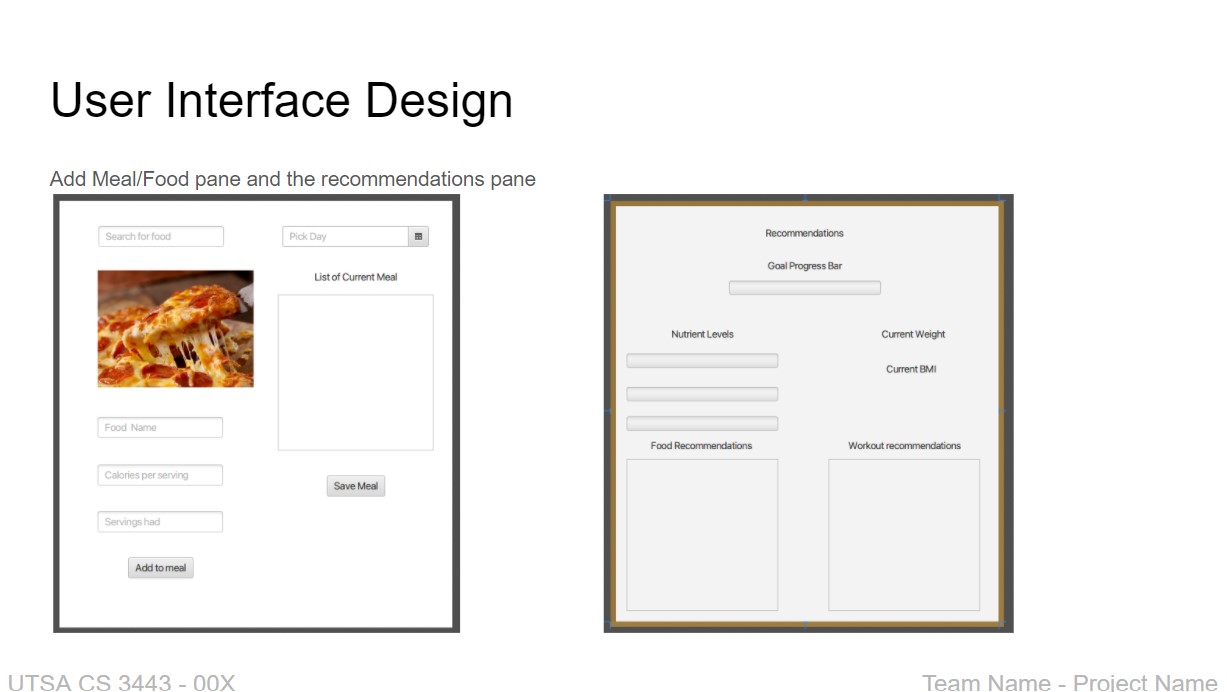 User Interface Design
Add Meal/Food pane and the recommendations pane
Search for food
Pick Day
List of Current Meal
Food Name
Calories per serving
Save Meal
Servings had
Add to meal
Recommendations
Goal Progress Bar
Nutrient Levels
Current Weight
Current BMI
Food Recommendations
Workout recommendations
UTSA CS 3443 - 00X
Team Name - Project Name